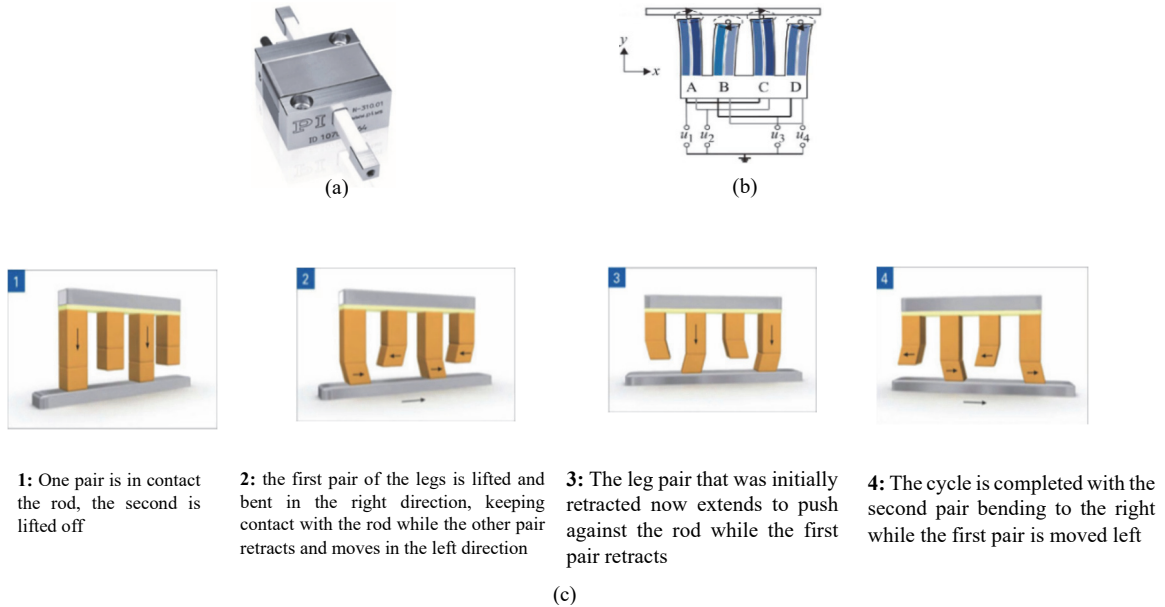 PI
(a)
y
x
A B C D
u1 u2 u3 u4
(b)
1
2
3
4
1: One pair is in contact
the rod, the second is
lifted off
2: the first pair of the legs is lifted and
bent in the right direction, keeping
contact with the rod while the other pair
retracts and moves in the left direction
3: The leg pair that was initially
retracted now extends to push
against the rod while the first
pair retracts
4: The cycle is completed with the
second pair bending to the right
while the first pair is moved left
(c)